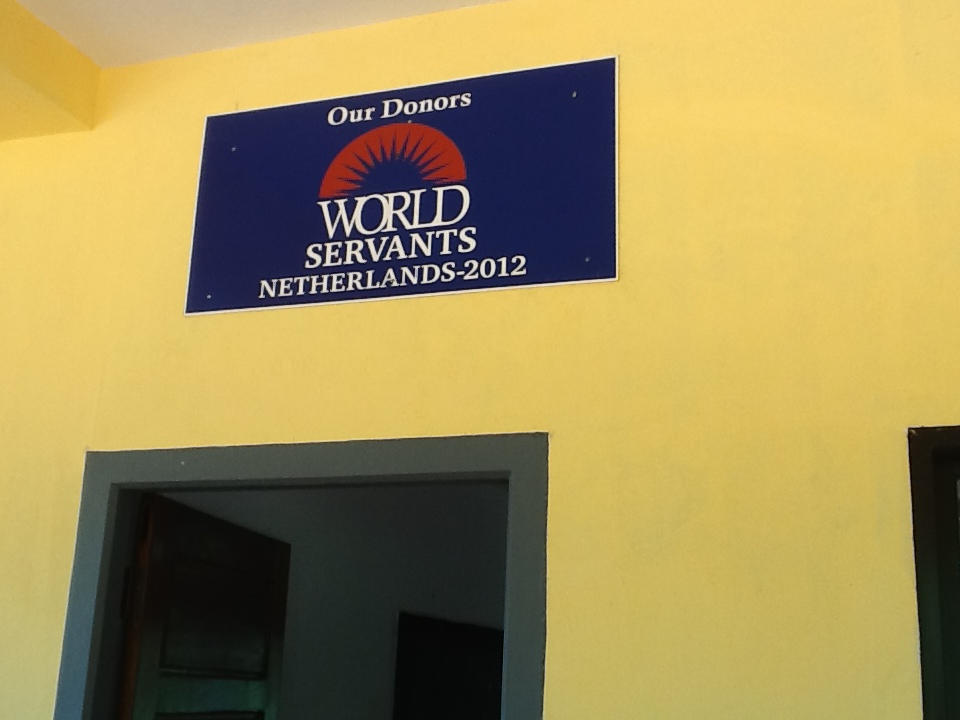 Our Donors
WORLD
SERVANTS
NETHERLANDS-2012